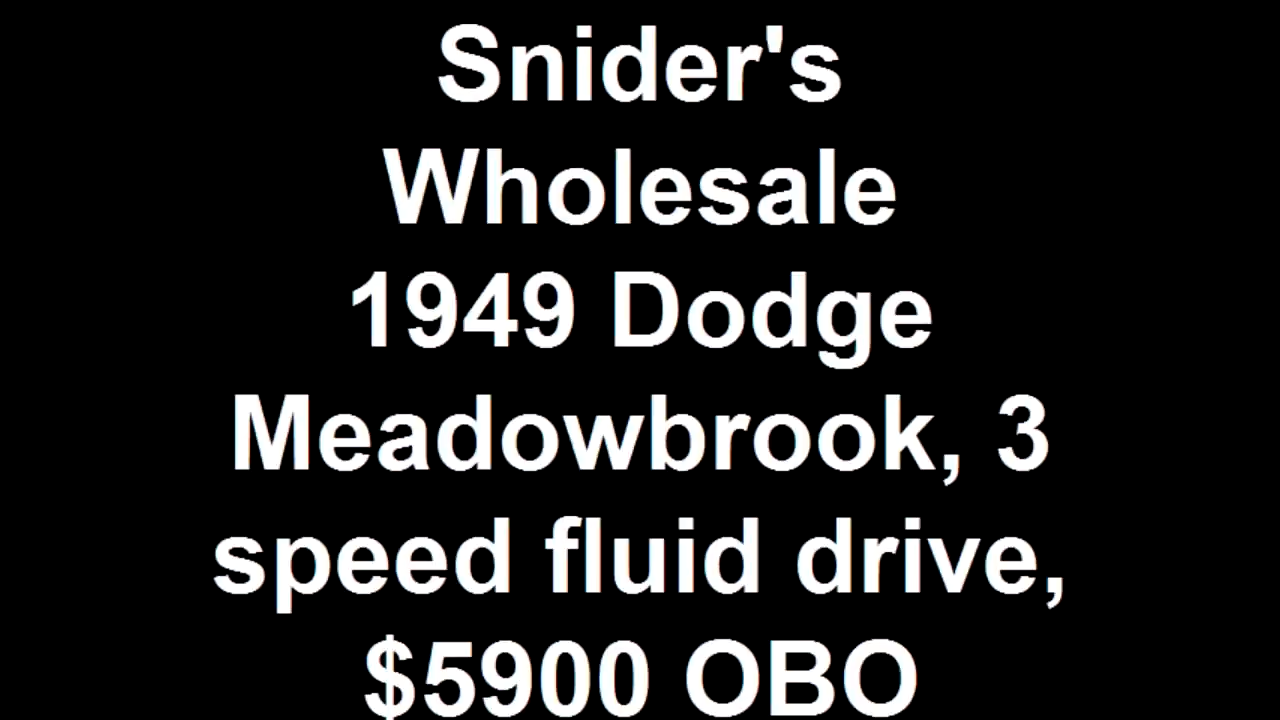 Snider's
Wholesale
1949 Dodge
Meadowbrook, 3
speed fluid drive,
$5900 OBO